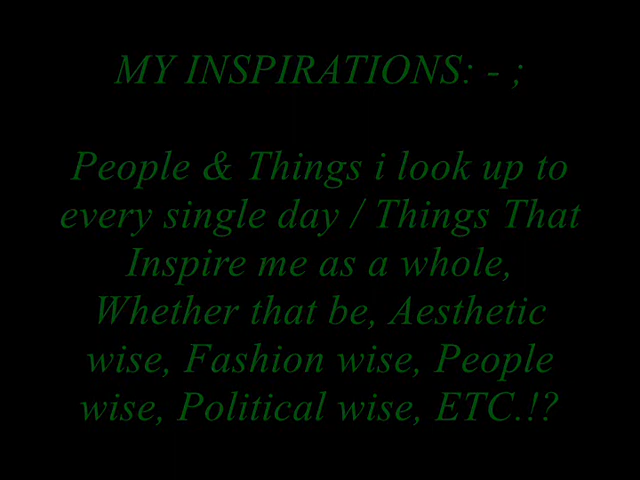 MY INSPIRATIONS: - ;
People & Things i look up to
every single day / Things That
Inspire me as a whole,
Whether that be, Aesthetic
wise, Fashion wise, People
wise, Political wise, ETC.!?